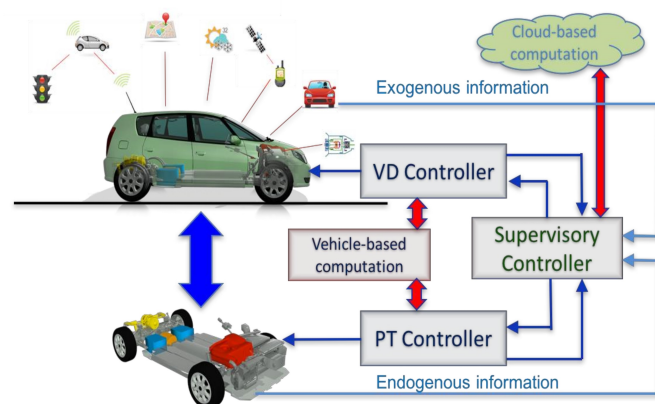 Cloud-based
computation
Exogenous information
VD Controller
Vehicle-based
computation
Supervisory
Controller
PT Controller
Endogenous information